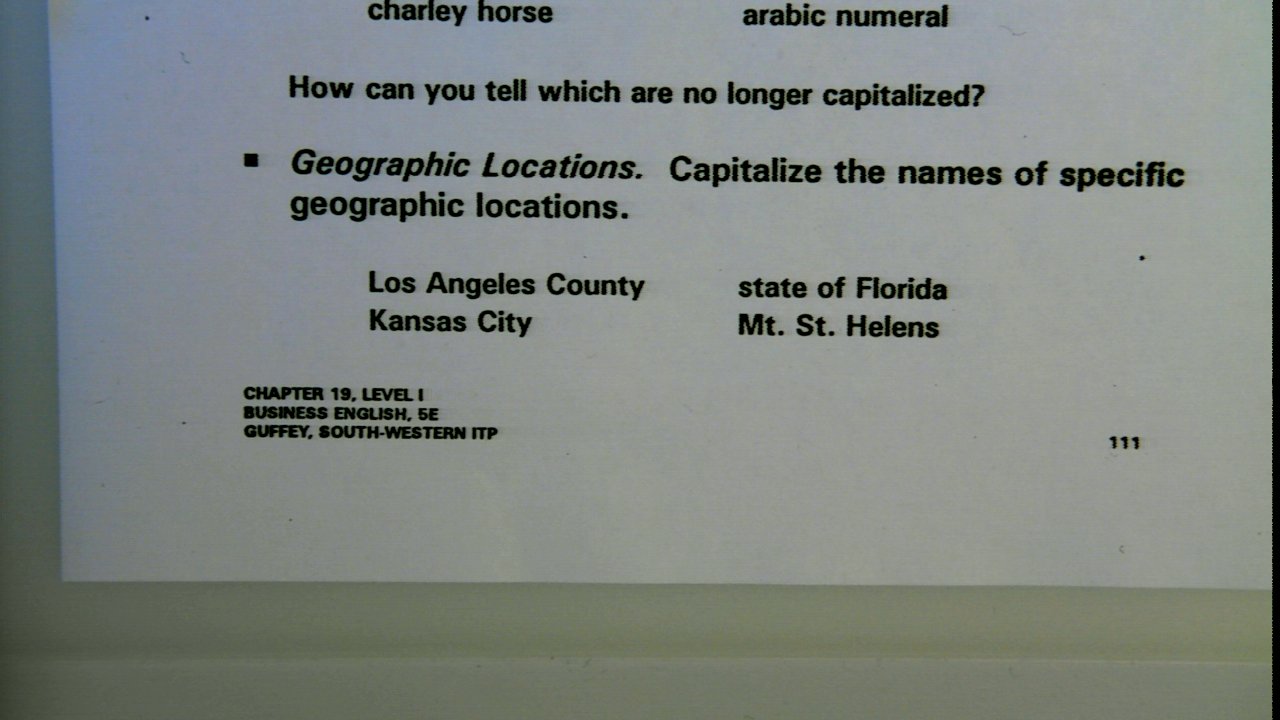 charley horse arabic numeral
How can you tell which are no longer capitalized?
■ Geographic Locations. Capitalize the names of specific
geographic locations.
Los Angeles County state of Florida
Kansas City Mt. St. Helens
CHAPTER 19, LEVEL I
BUSINESS ENGLISH, 5E
GUFFEY, SOUTH-WESTERN ITP
111